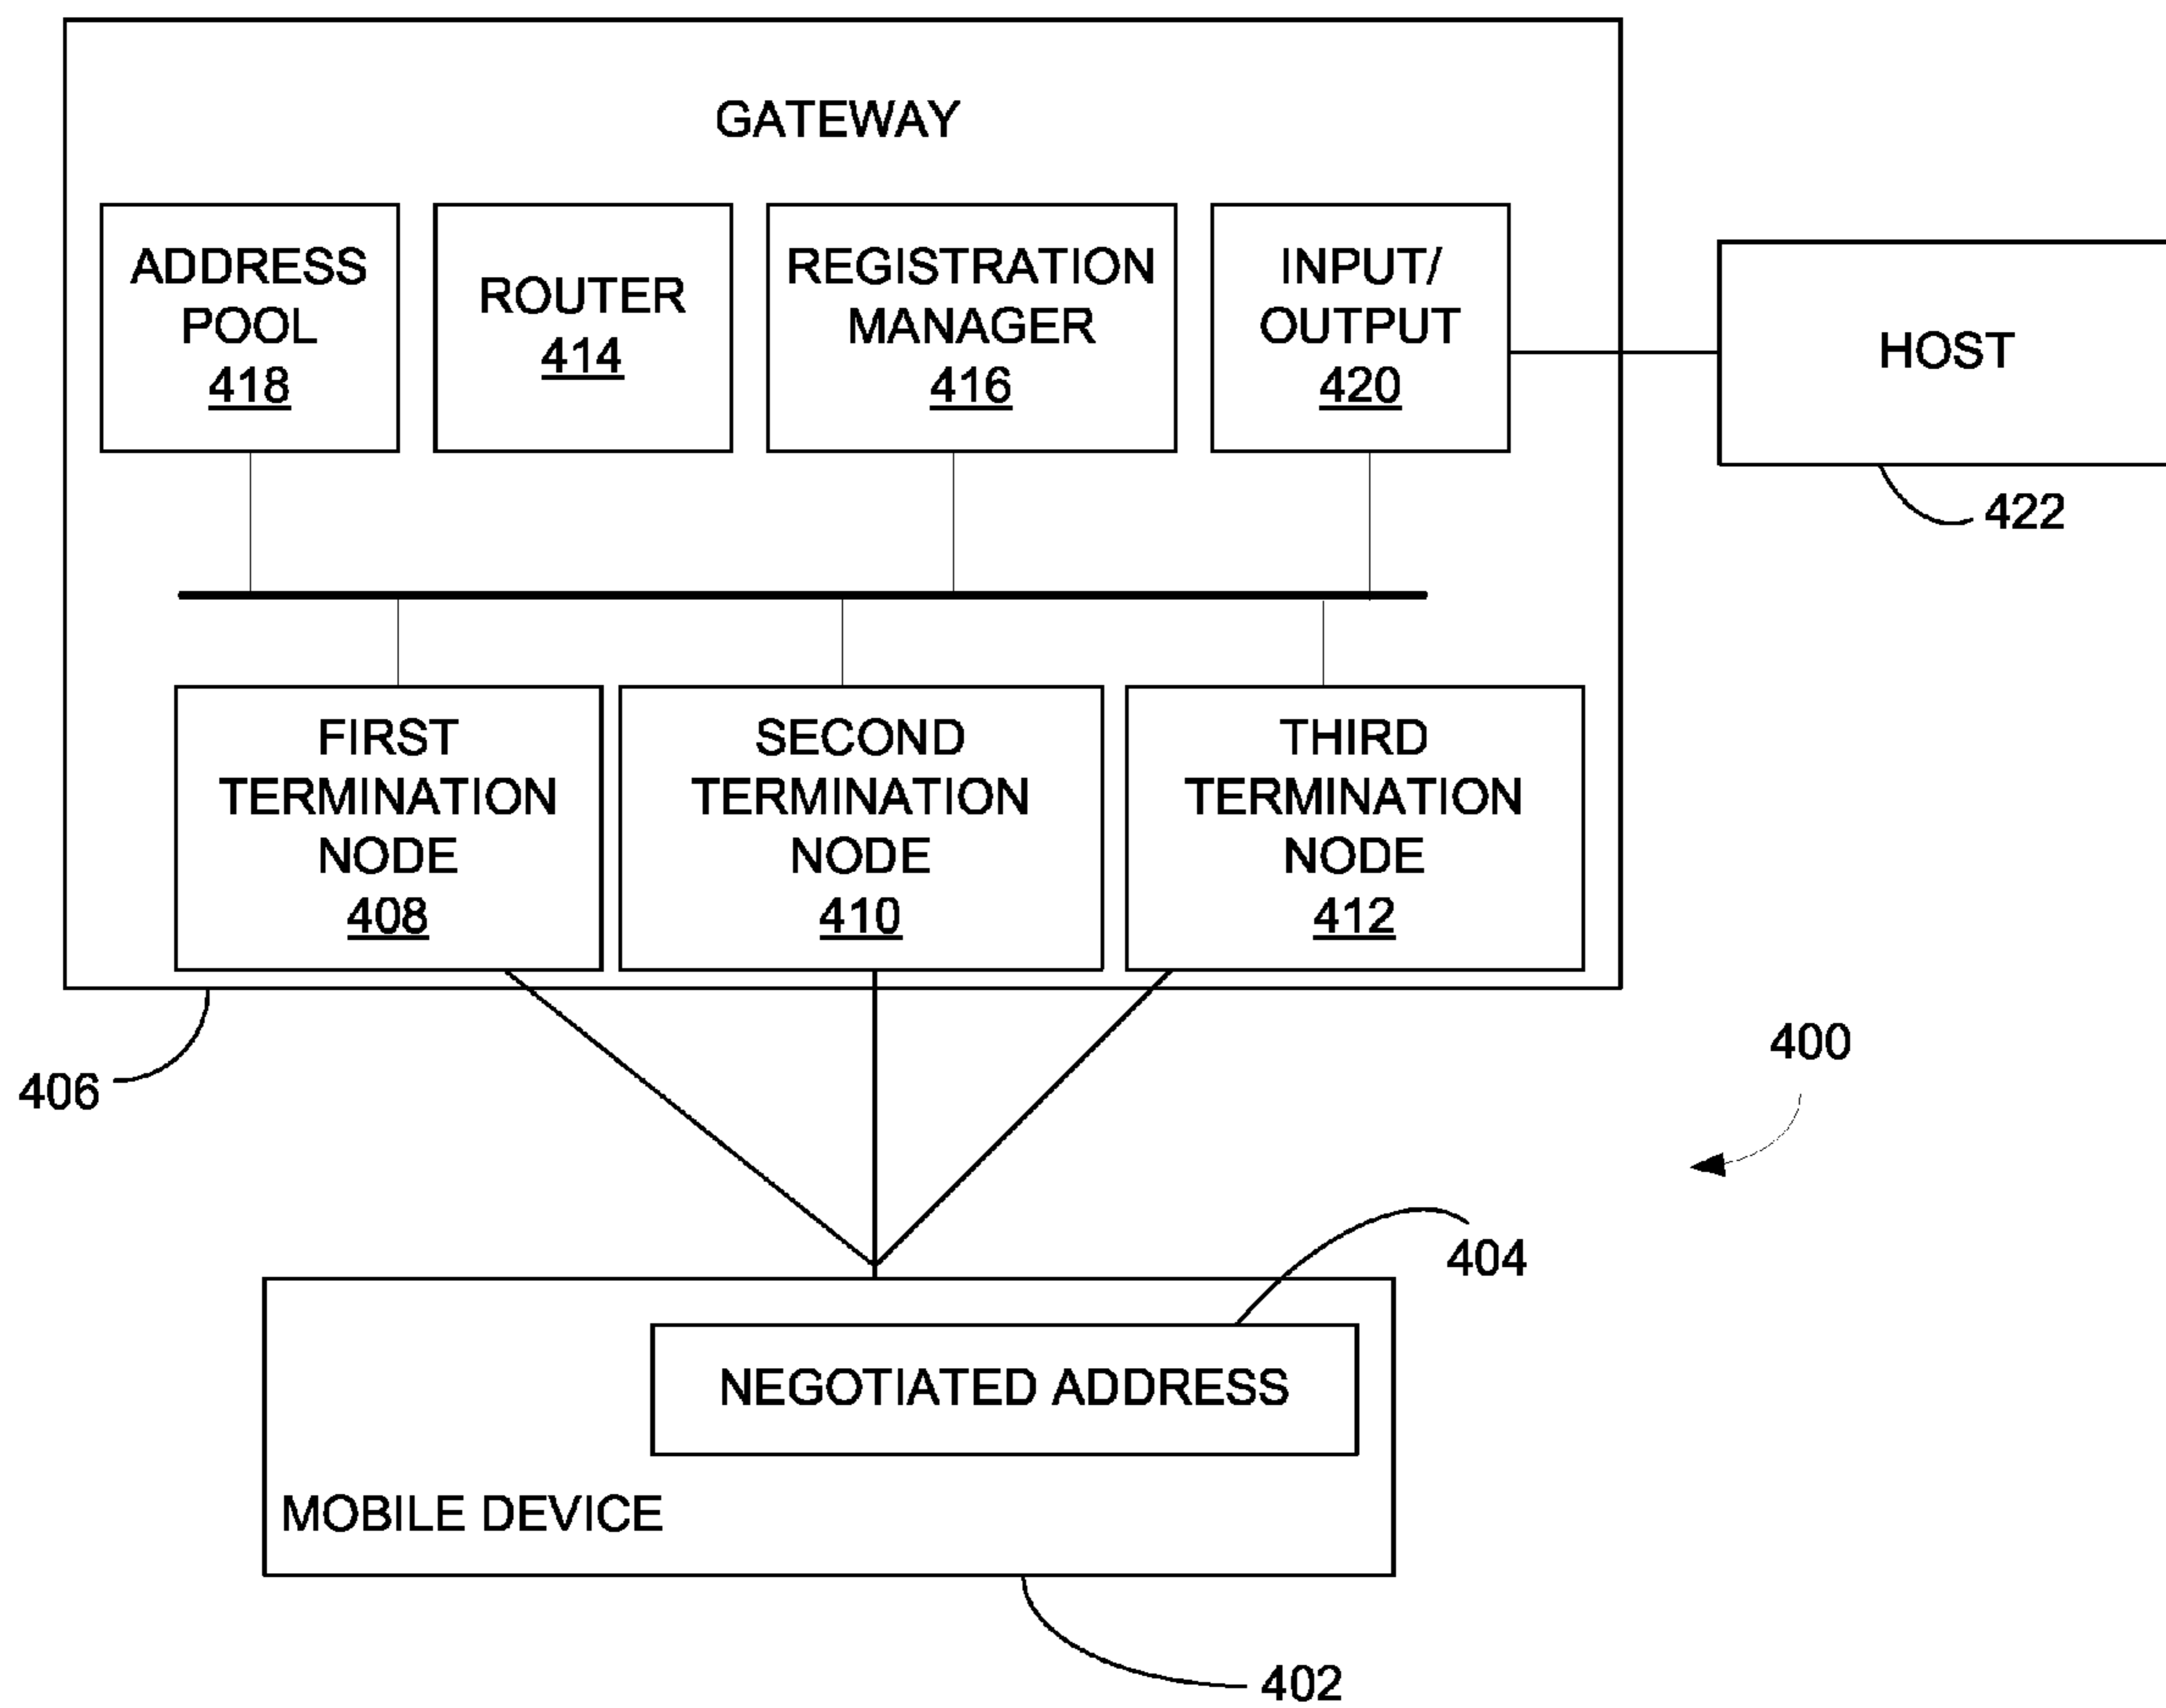 GATEWAY
ADDRESS
POOL
418
ROUTER
414
REGISTRATION
MANAGER
416
INPUT/
OUTPUT
420
HOST
422
FIRST
TERMINATION
NODE
408
SECOND
TERMINATION
NODE
410
THIRD
TERMINATION
NODE
412
406
400
404
NEGOTIATED ADDRESS
MOBILE DEVICE
402